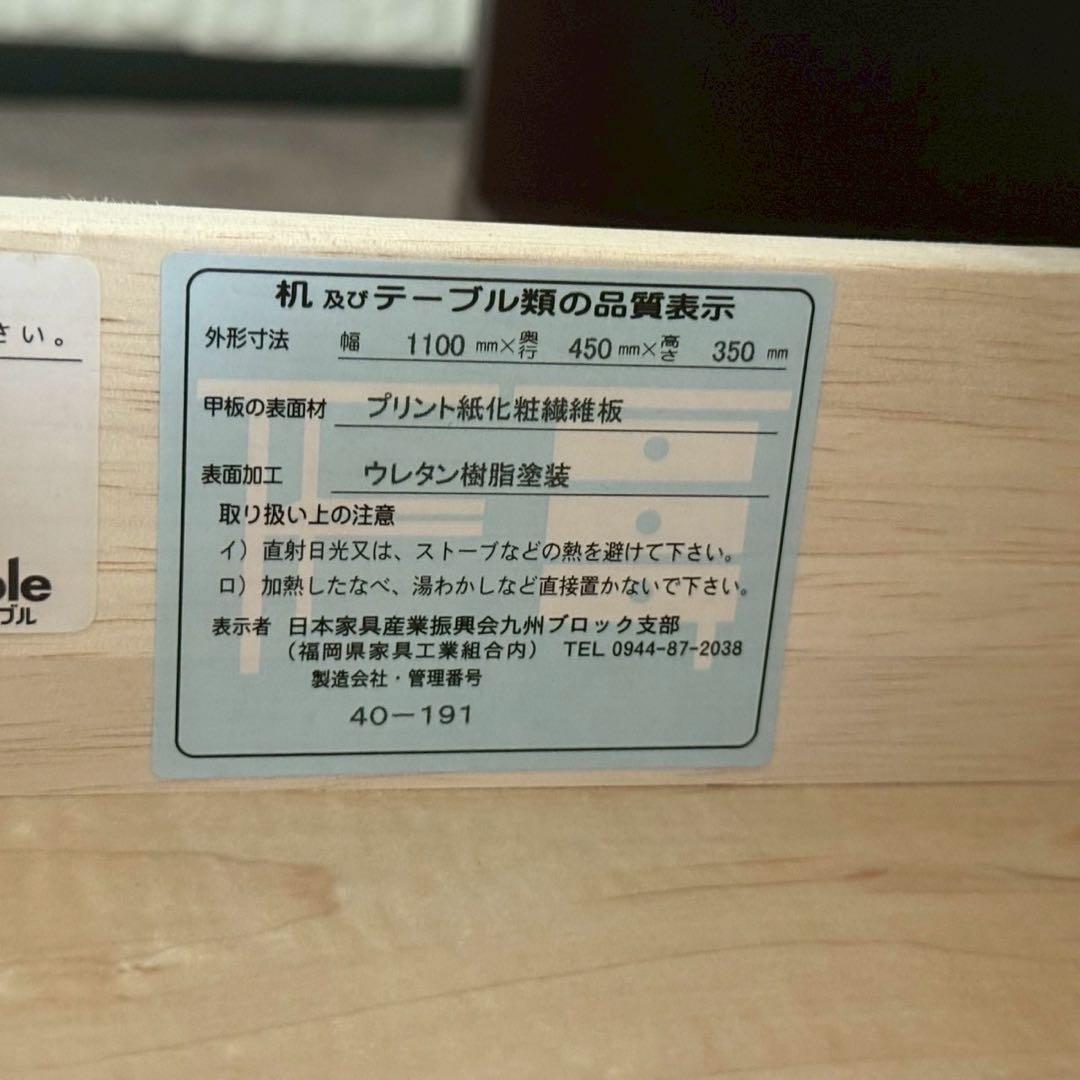 さい。
ble
ブル
机及びテーブル類の品質表示
外形寸法 幅 1100 mm×奥行 450 mm×高さ 350 mm
甲板の表面材 プリント紙化粧繊維板
表面加工 ウレタン樹脂塗装
取り扱い上の注意
イ）直射日光又は、ストーブなどの熱を避けて下さい。
ロ）加熱したなべ、湯わかしなど直接置かないで下さい。
表示者 日本家具産業振興会九州ブロック支部
（福岡県家具工業組合内） TEL 0944-87-2038
製造会社・管理番号
40－191